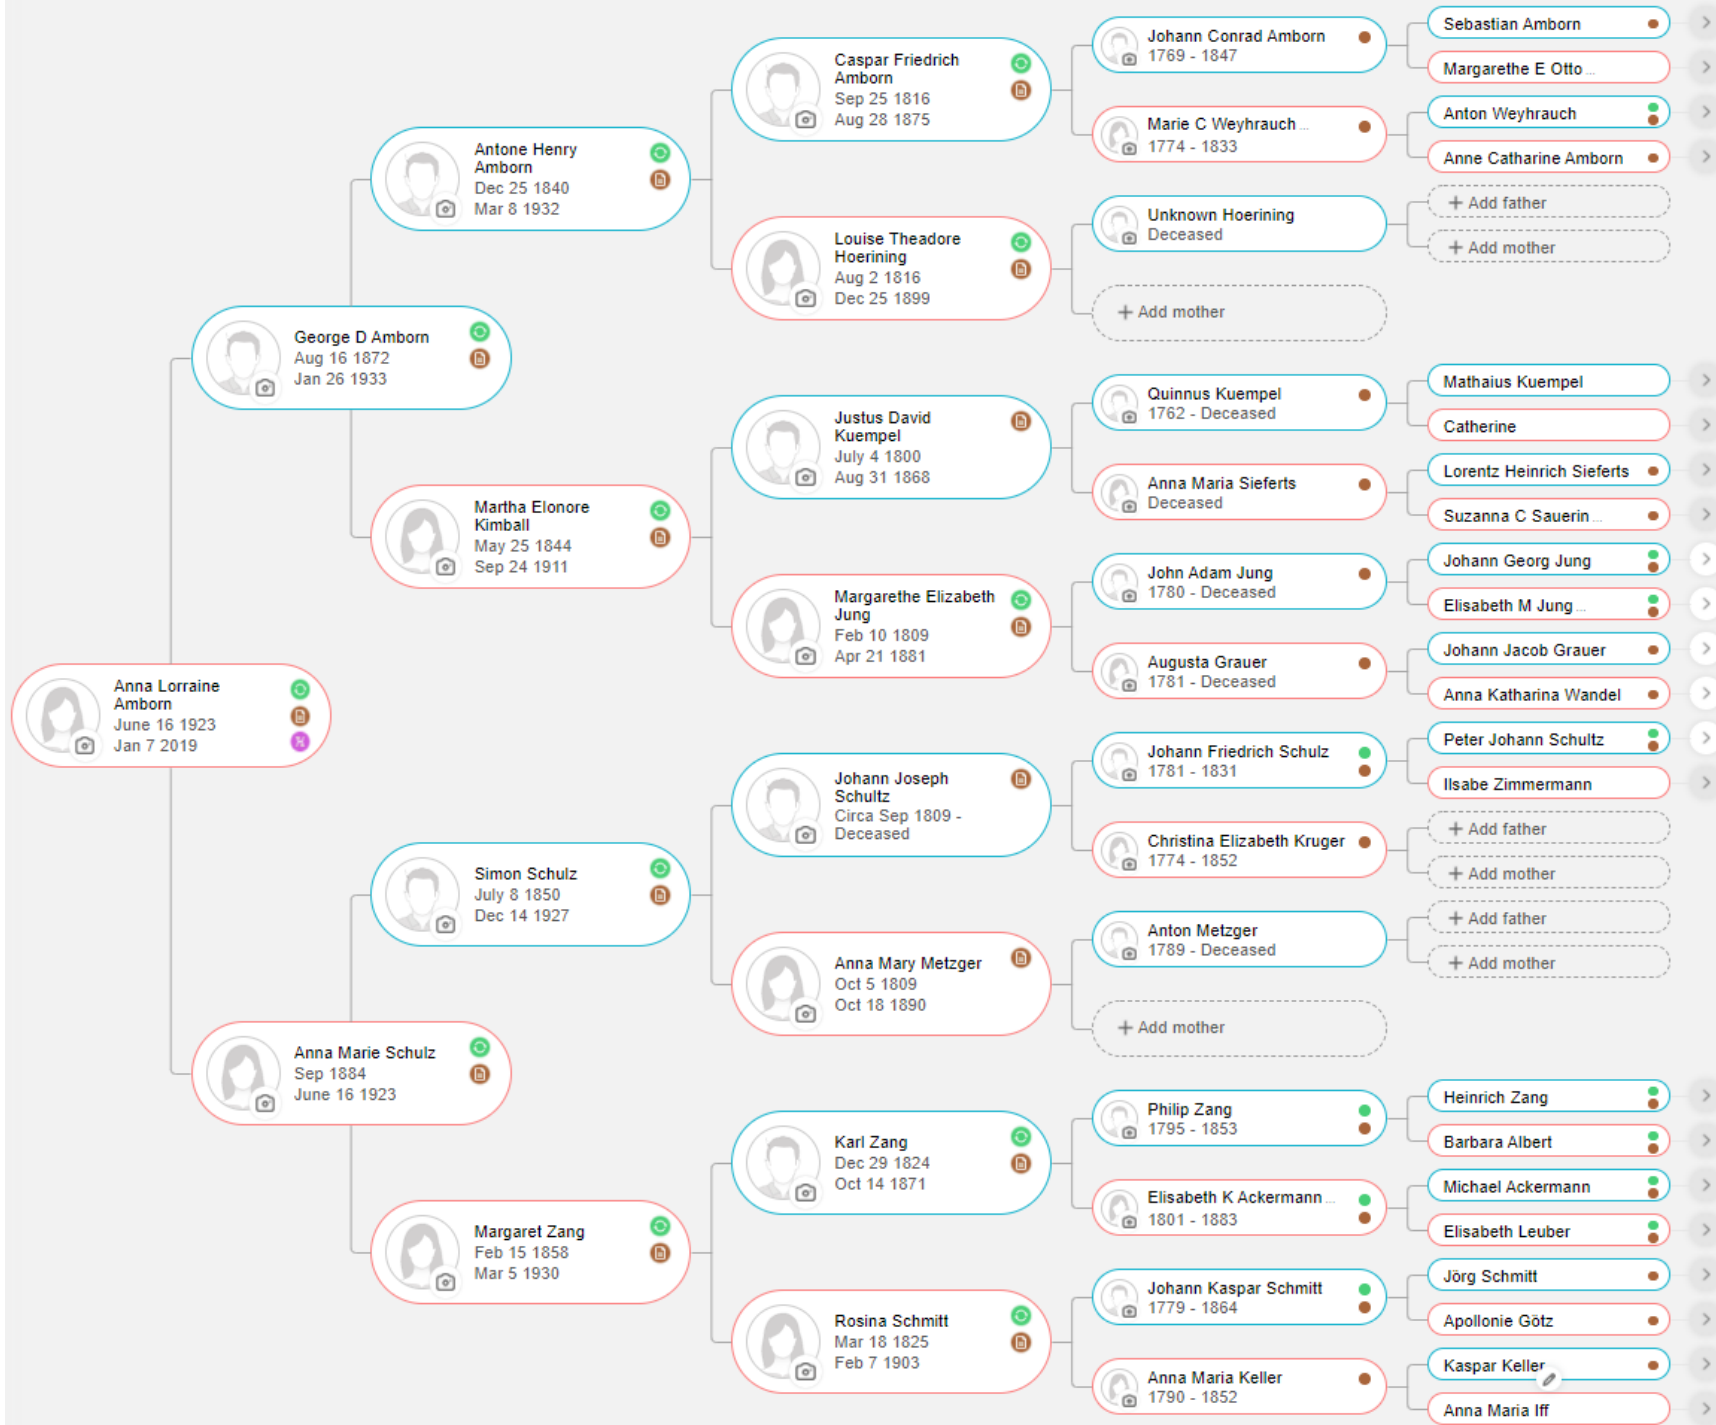 Anna Lorraine
Amborn
June 16 1923
Jan 7 2019
George D Amborn
Aug 16 1872
Jan 26 1933
Anna Marie Schulz
Sep 1884
June 16 1923
Antone Henry
Amborn
Dec 25 1840
Mar 8 1932
Martha Elonore
Kimball
May 25 1844
Sep 24 1911
Simon Schulz
July 8 1850
Dec 14 1927
Margaret Zang
Feb 15 1858
Mar 5 1930
Caspar Friedrich
Amborn
Sep 25 1816
Aug 28 1875
Louise Theadore
Hoerining
Aug 2 1816
Dec 25 1899
Justus David
Kuempel
July 4 1800
Aug 31 1868
Margarethe Elizabeth
Jung
Feb 10 1809
Apr 21 1881
Johann Joseph
Schultz
Circa Sep 1809 -
Deceased
Anna Mary Metzger
Oct 5 1809
Oct 18 1890
Karl Zang
Dec 29 1824
Oct 14 1871
Rosina Schmitt
Mar 18 1825
Feb 7 1903
Johann Conrad Amborn
1769 - 1847
Marie C Weyhrauch ...
1774 - 1833
Unknown Hoerining
Deceased
+ Add mother
Quinnus Kuempel
1762 - Deceased
Anna Maria Sieferts
Deceased
John Adam Jung
1780 - Deceased
Augusta Grauer
1781 - Deceased
Johann Friedrich Schulz
1781 - 1831
Christina Elizabeth Kruger
1774 - 1852
Anton Metzger
1789 - Deceased
+ Add mother
Philip Zang
1795 - 1853
Elisabeth K Ackermann ...
1801 - 1883
Johann Kaspar Schmitt
1779 - 1864
Anna Maria Keller
1790 - 1852
Sebastian Amborn
Margarethe E Otto ...
Anton Weyhrauch
Anne Catharine Amborn
+ Add father
+ Add mother
Mathaius Kuempel
Catherine
Lorentz Heinrich Sieferts
Suzanna C Sauerin ...
Johann Georg Jung
Elisabeth M Jung ...
Johann Jacob Grauer
Anna Katharina Wandel
Peter Johann Schultz
Ilsabe Zimmermann
+ Add father
+ Add mother
+ Add father
+ Add mother
Heinrich Zang
Barbara Albert
Michael Ackermann
Elisabeth Leuber
Jörg Schmitt
Apollonie Götz
Kaspar Keller
Anna Maria Iff